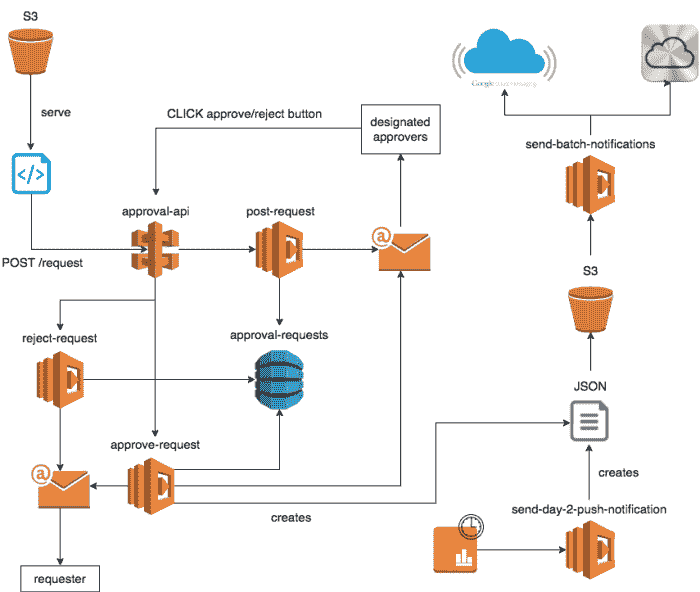 S3
serve
CLICK approve/reject button
designated
approvers
approval-api
post-request
POST /request
reject-request
approval-requests
approve-request
creates
requester
Google
send-batch-notifications
S3
JSON
creates
send-day-2-push-notification